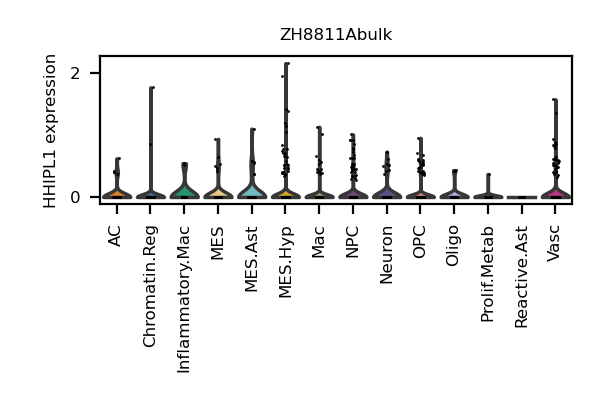 ZH8811Abulk
HHIPL1 expression
2
0
AC
Chromatin.Reg
Inflammatory.Mac
MES
MES.Ast
MES.Hyp
Mac
NPC
Neuron
OPC
Oligo
Prolif.Metab
Reactive.Ast
Vasc